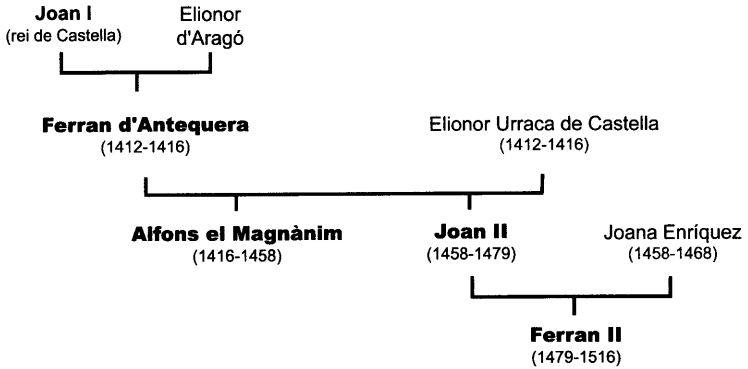 Joan I
(rei de Castella)
Elionor
d'Aragó
Ferran d'Antequera
(1412-1416)
Elionor Urraca de Castella
(1412-1416)
Alfons el Magnànim
(1416-1458)
Joan II
(1458-1479)
Joana Enríquez
(1458-1468)
Ferran II
(1479-1516)